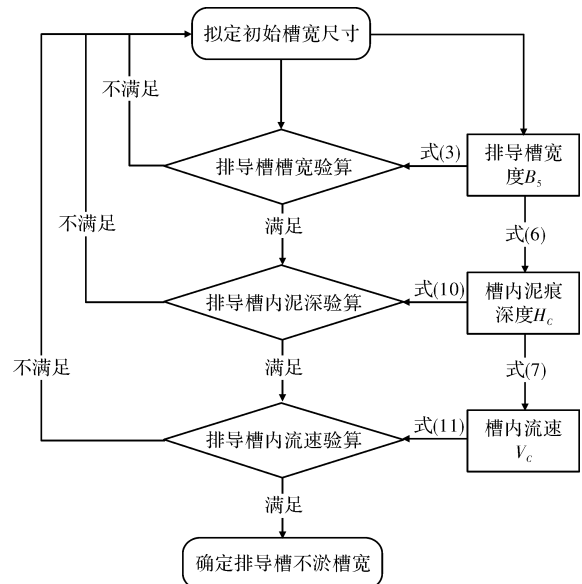 拟定初始槽宽尺寸
不满足
排导槽槽宽验算
式(3)
排导槽宽
度B₅
不满足
满足
式(6)
排导槽内泥深验算
式(10)
槽内泥痕
深度H_C
不满足
满足
式(7)
排导槽内流速验算
式(11)
槽内流速
V_C
满足
确定排导槽不淤槽宽